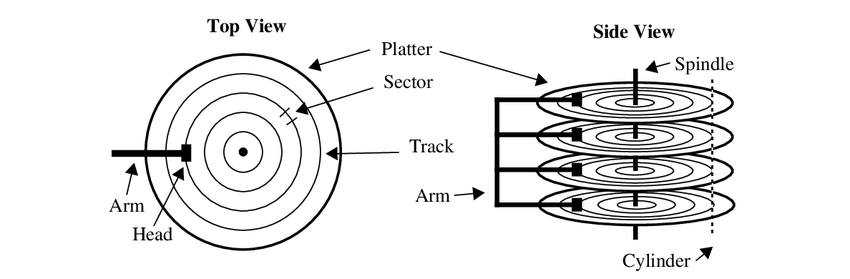 Top View
Side View
Platter
Spindle
Sector
Track
Arm
Arm
Head
Cylinder